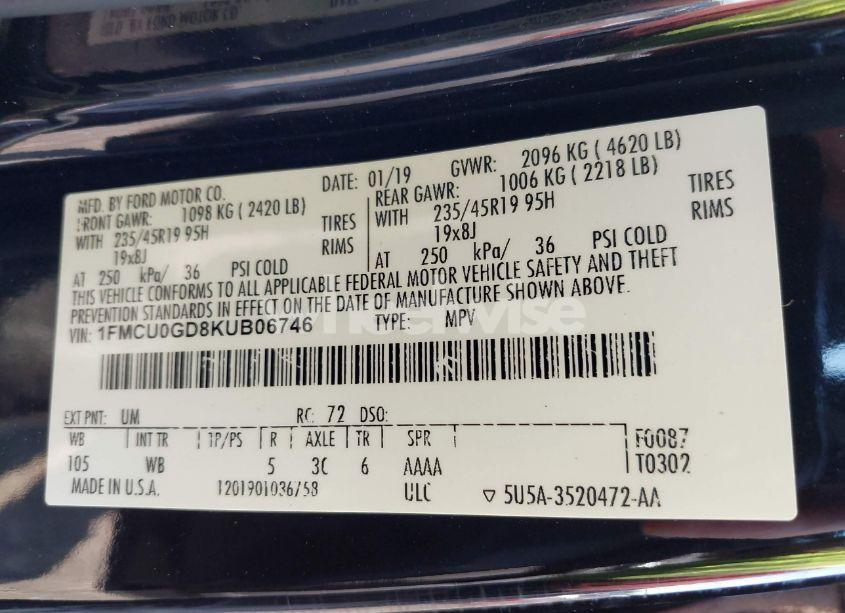 MFD. BY FORD MOTOR CO.
DATE: 01/19
GVWR: 2096 KG ( 4620 LB)
FRONT GAWR: 1098 KG ( 2420 LB)
REAR GAWR: 1006 KG ( 2218 LB)
WITH 235/45R19 95H TIRES
WITH 235/45R19 95H TIRES
19x8J RIMS
19x8J RIMS
AT 250 kPa/ 36 PSI COLD
AT 250 kPa/ 36 PSI COLD
THIS VEHICLE CONFORMS TO ALL APPLICABLE FEDERAL MOTOR VEHICLE SAFETY AND THEFT
PREVENTION STANDARDS IN EFFECT ON THE DATE OF MANUFACTURE SHOWN ABOVE.
VIN: 1FMCU0GD8KUB06746 TYPE: MPV
EXT PNT: UM RC: 72 DSO:
WB INT TR TP/PS R AXLE TR SPR F0087
105 WB 5 3C 6 AAAA T0302
MADE IN U.S.A. 1201901036758 ULC ▽ 5U5A-3520472-AA